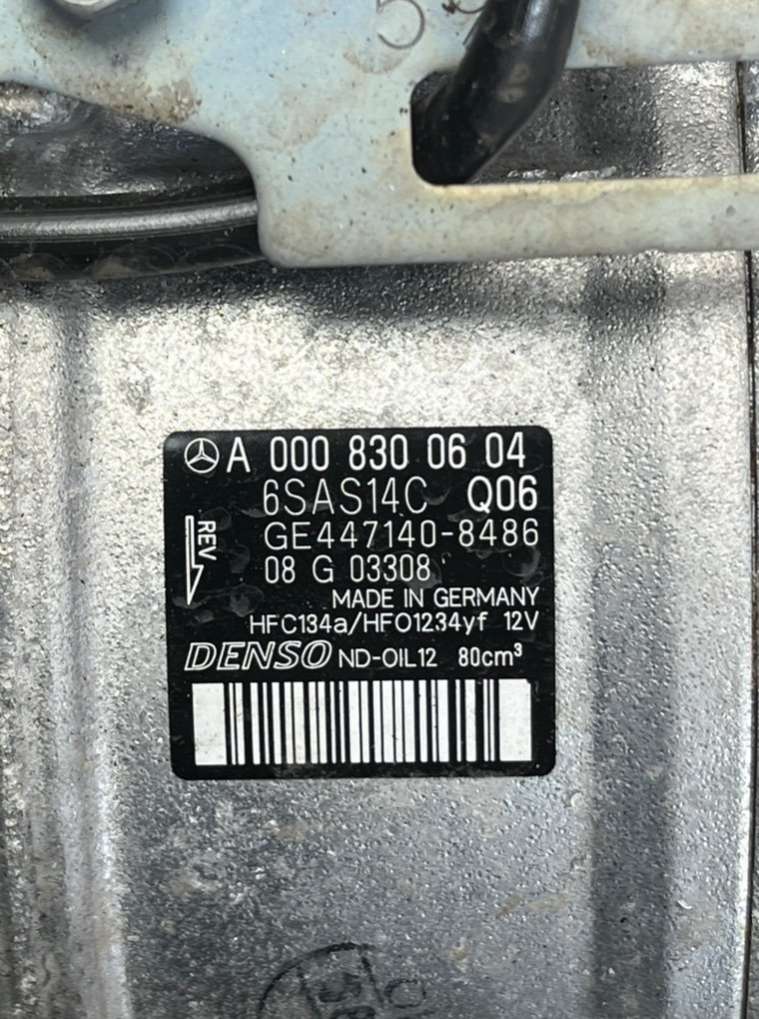 A 000 830 06 04
6SAS14C Q06
REV
GE447140-8486
08 G 03308
MADE IN GERMANY
HFC134a/HFO1234yf 12V
DENSO ND-OIL12 80cm³